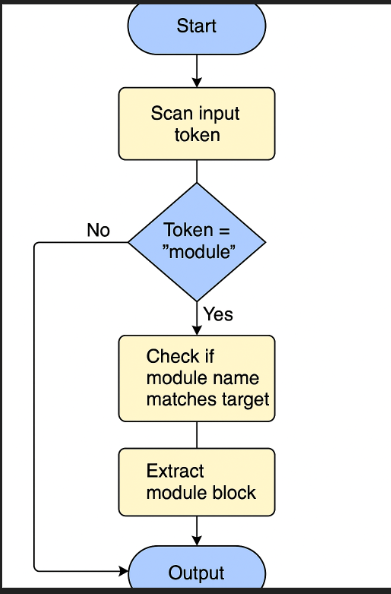 Start
Scan input
token
Token =
"module"
No
Yes
Check if
module name
matches target
Extract
module block
Output